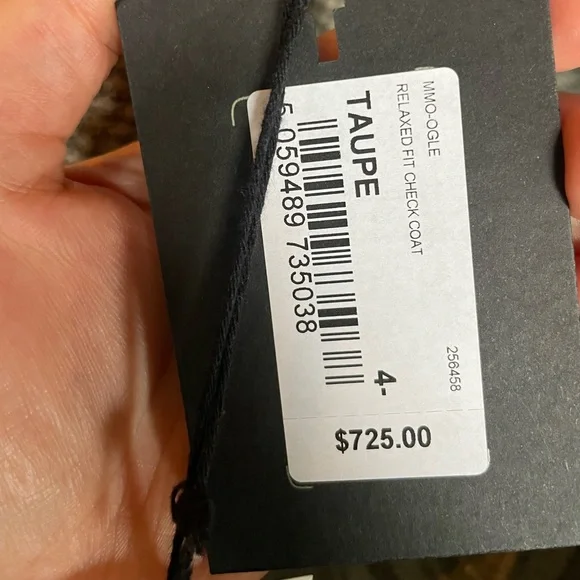 MMO-OGLE
RELAXED FIT CHECK COAT
256458
TAUPE
4-
5 059489 735038
$725.00